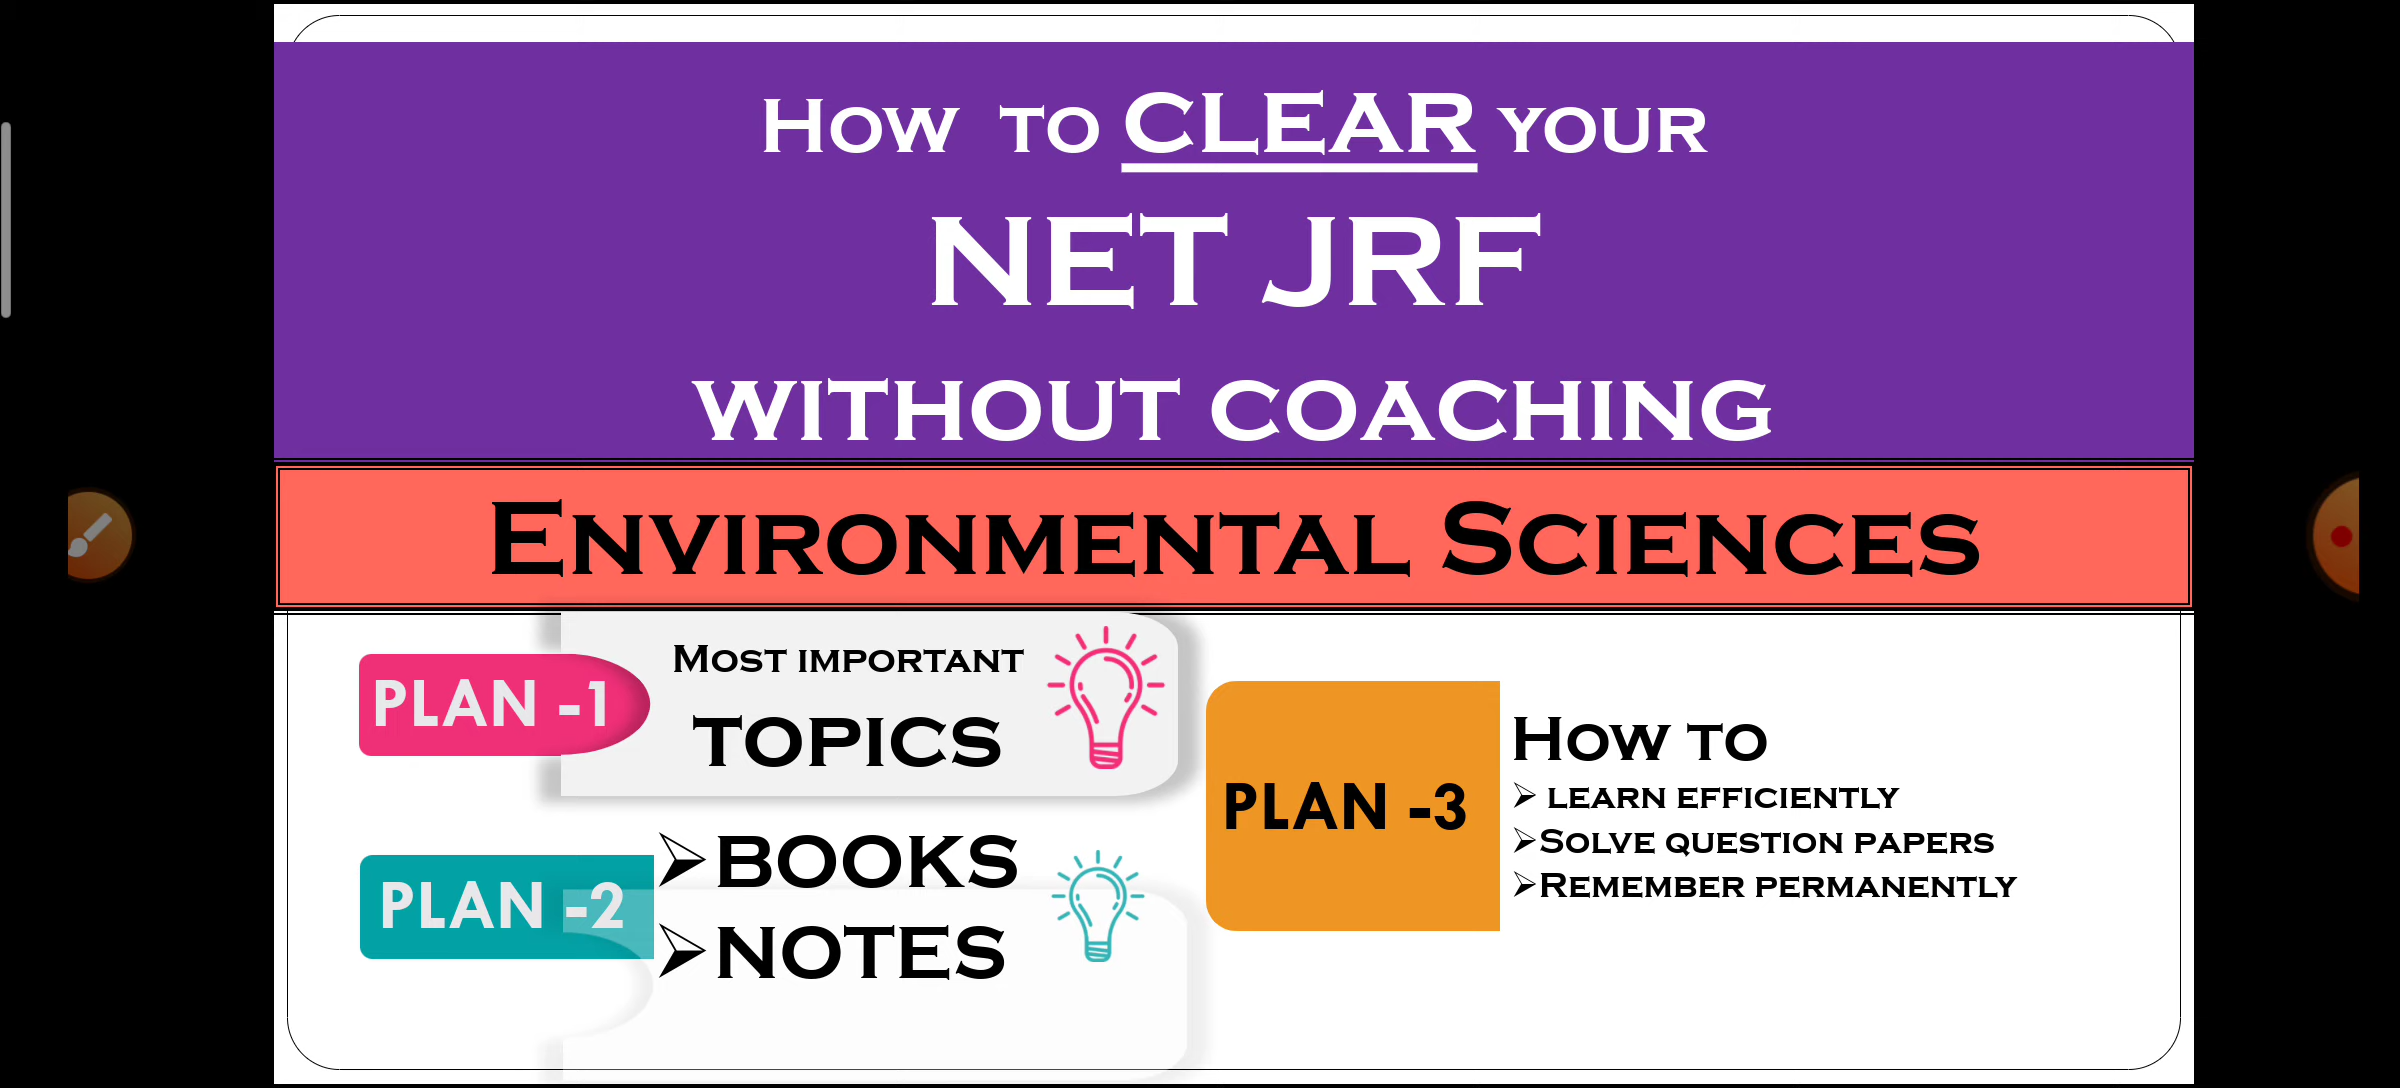 How to CLEAR your
NET JRF
without coaching
Environmental Sciences
PLAN -1
Most important
topics
PLAN -2
➢books
➢notes
PLAN -3
How to
➢ learn efficiently
➢Solve question papers
➢Remember permanently